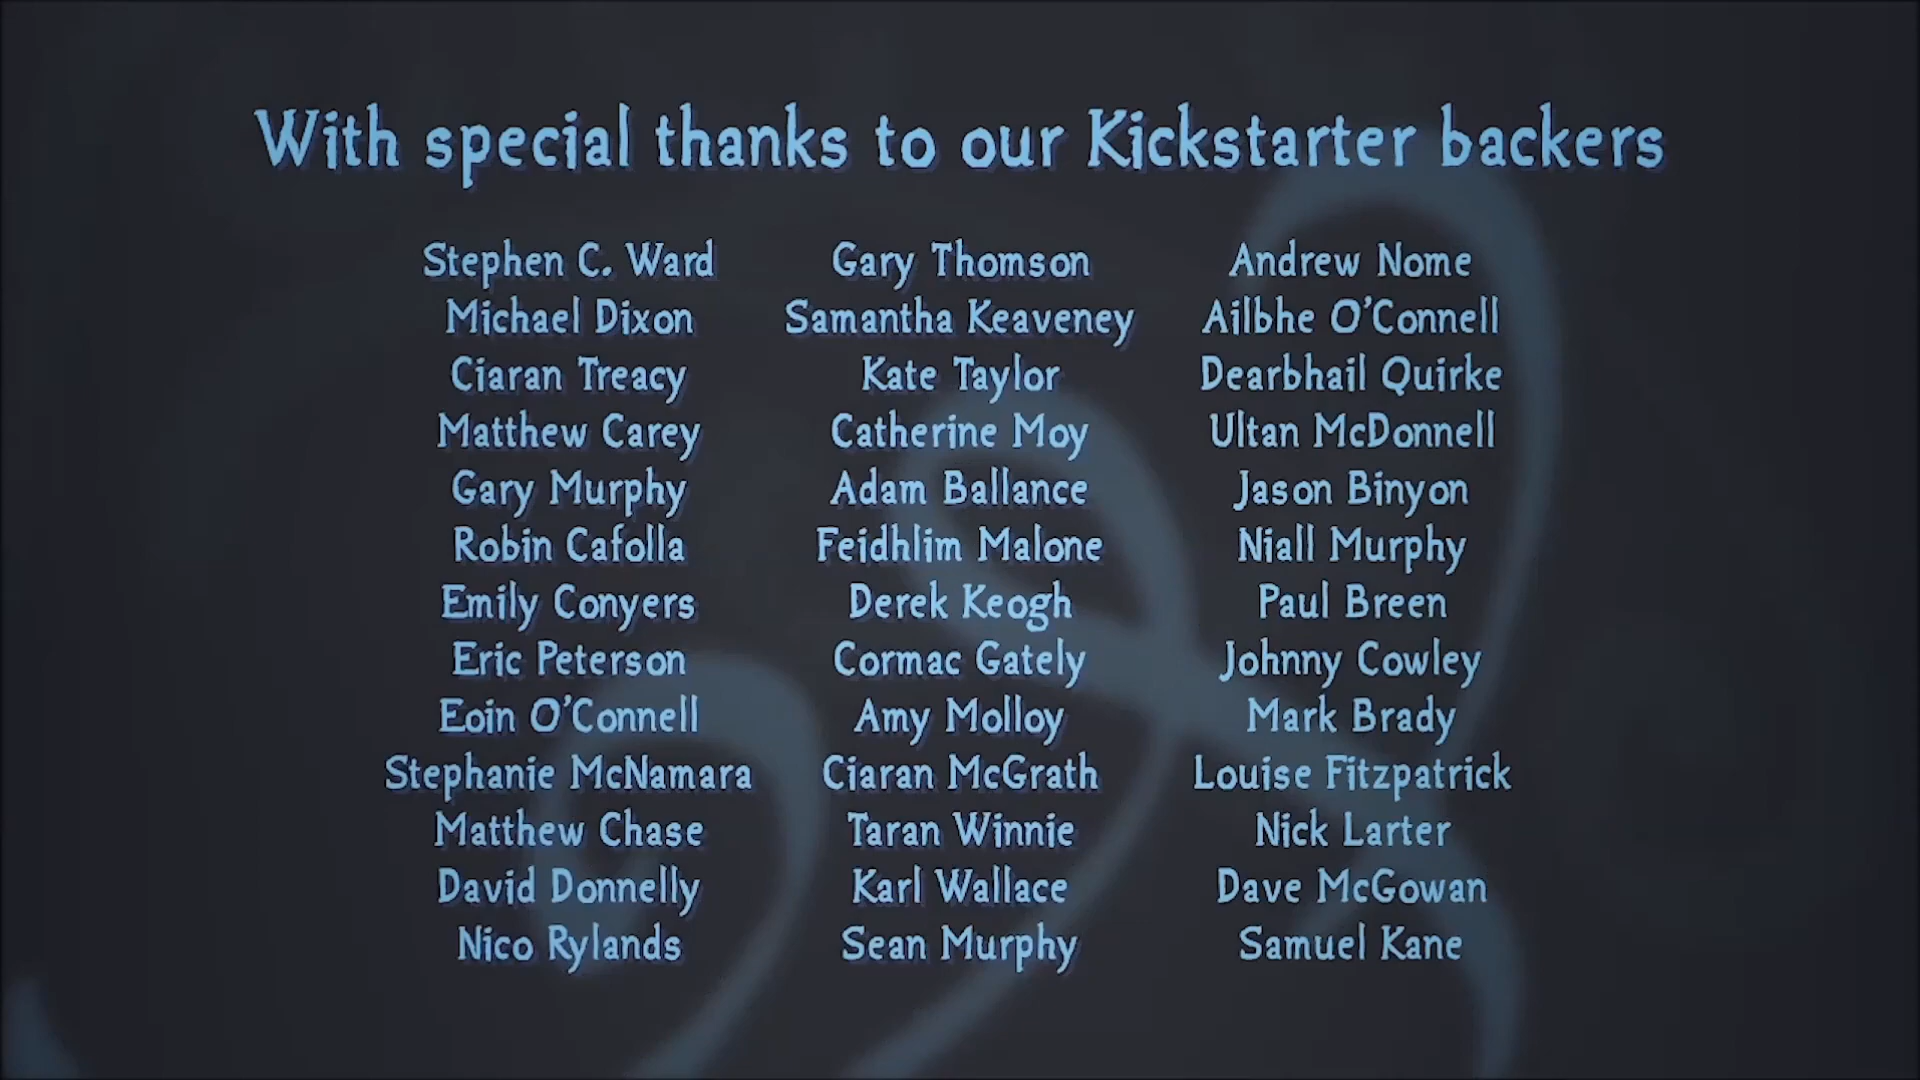 With special thanks to our Kickstarter backers
Stephen C. Ward
Michael Dixon
Ciaran Treacy
Matthew Carey
Gary Murphy
Robin Cafolla
Emily Conyers
Eric Peterson
Eoin O'Connell
Stephanie McNamara
Matthew Chase
David Donnelly
Nico Rylands
Gary Thomson
Samantha Keaveney
Kate Taylor
Catherine Moy
Adam Ballance
Feidhlim Malone
Derek Keogh
Cormac Gately
Amy Molloy
Ciaran McGrath
Taran Winnie
Karl Wallace
Sean Murphy
Andrew Nome
Ailbhe O'Connell
Dearbhail Quirke
Ultan McDonnell
Jason Binyon
Niall Murphy
Paul Breen
Johnny Cowley
Mark Brady
Louise Fitzpatrick
Nick Larter
Dave McGowan
Samuel Kane